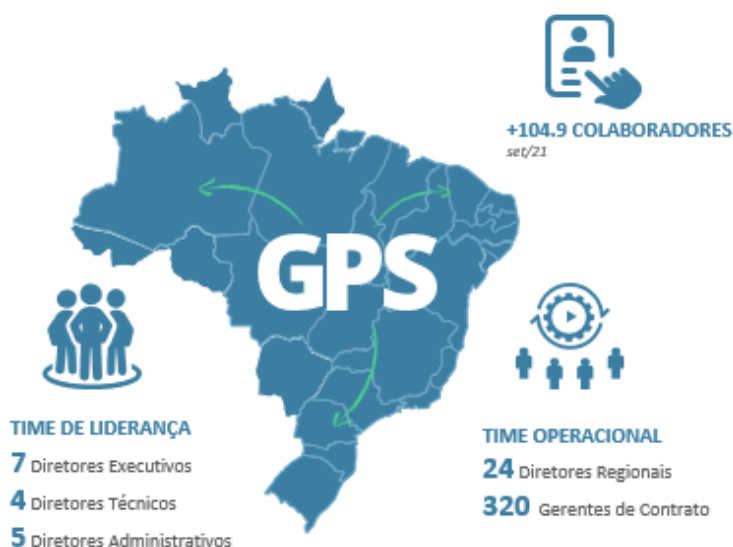 +104.9 COLABORADORES
set/21
GPS
TIME DE LIDERANÇA
7 Diretores Executivos
4 Diretores Técnicos
5 Diretores Administrativos
TIME OPERACIONAL
24 Diretores Regionais
320 Gerentes de Contrato